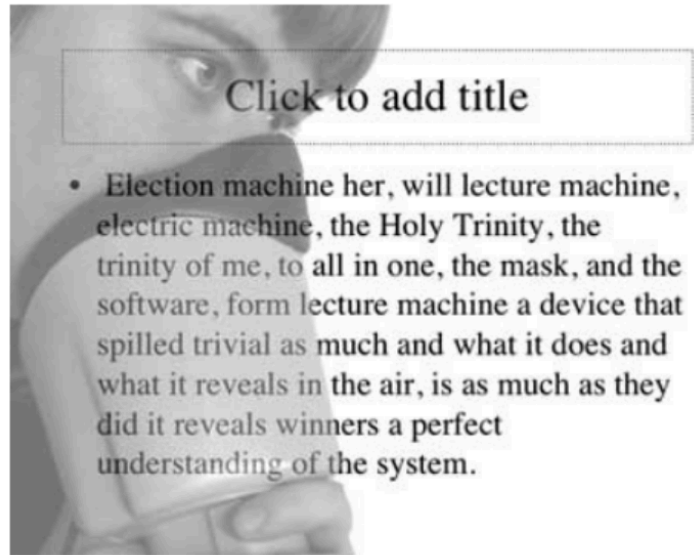 Click to add title
• Election machine her, will lecture machine,
electric machine, the Holy Trinity, the
trinity of me, to all in one, the mask, and the
software, form lecture machine a device that
spilled trivial as much and what it does and
what it reveals in the air, is as much as they
did it reveals winners a perfect
understanding of the system.